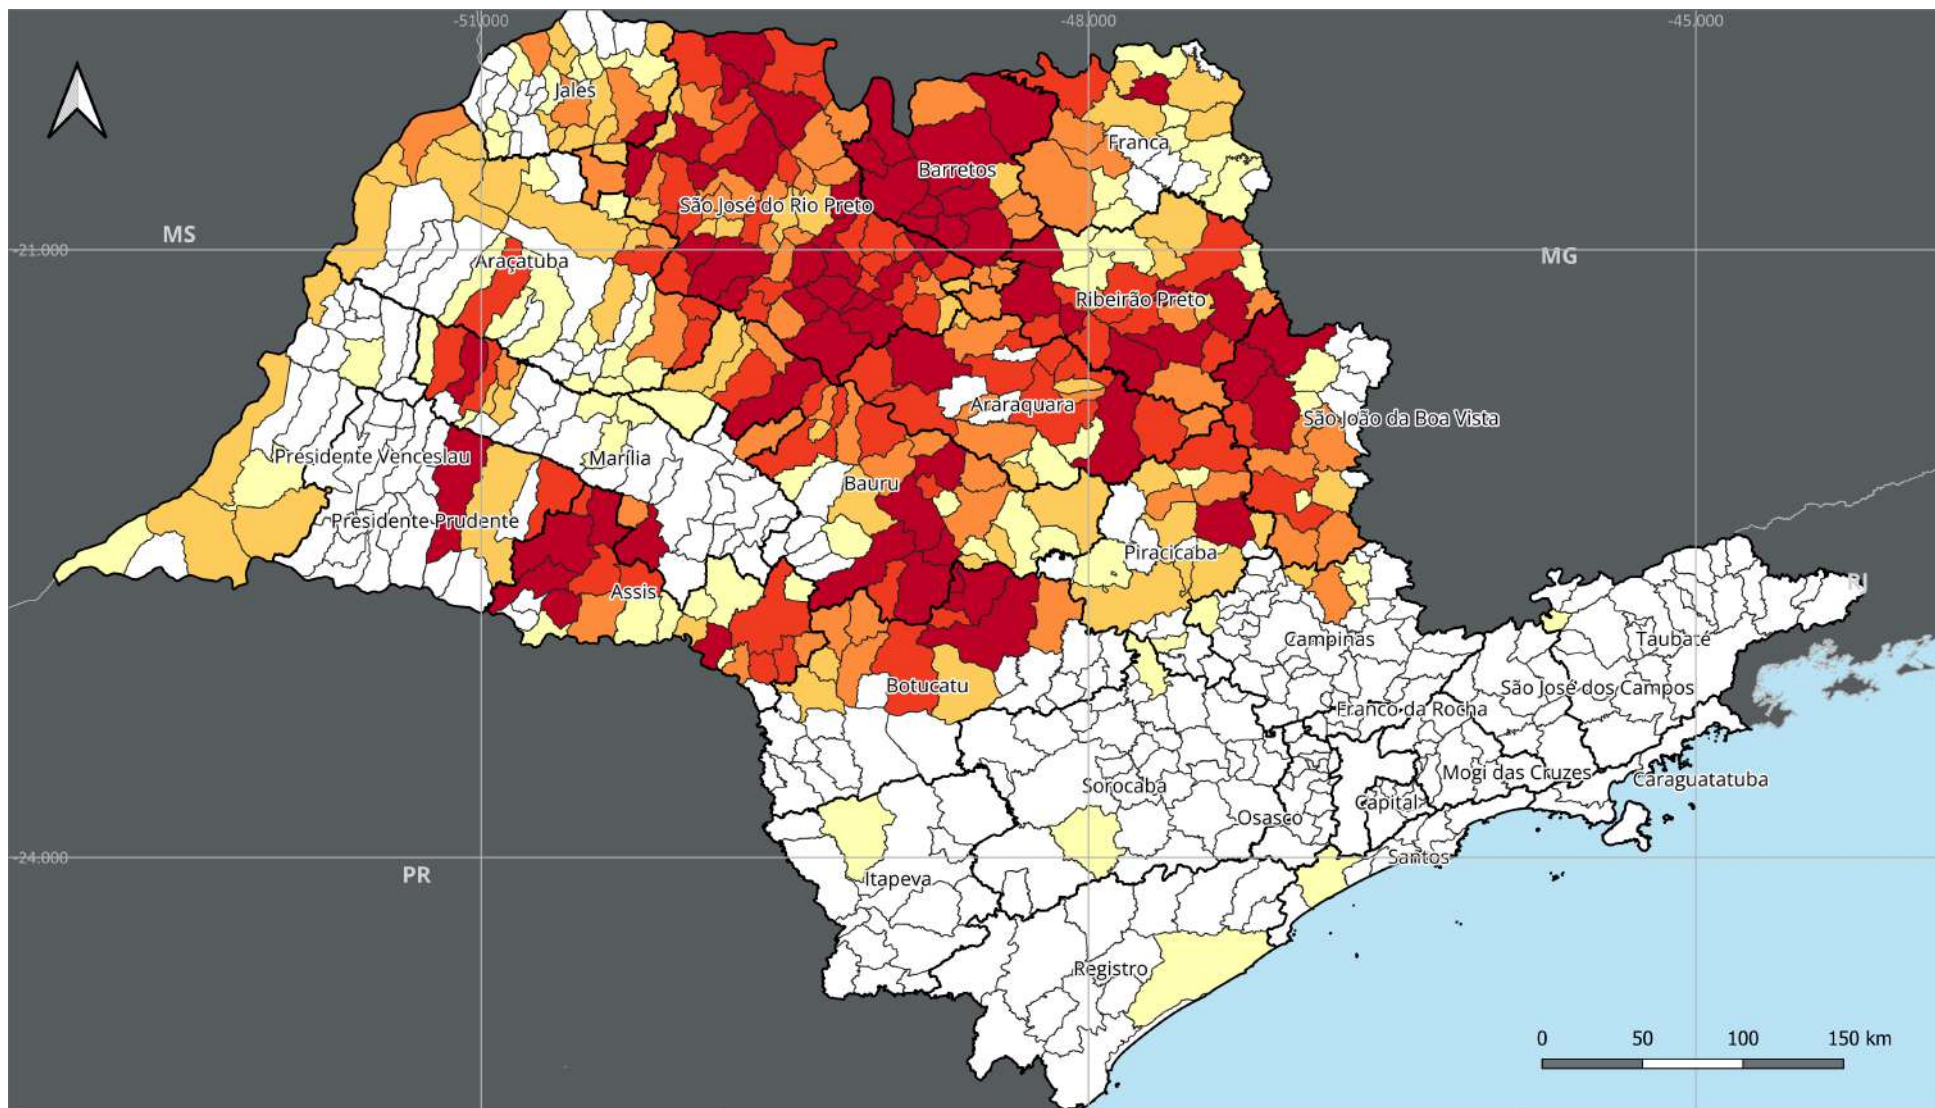 -51.000
-48.000
-45.000
Jales
Franca
Barretos
São José do Rio Preto
MS
-21.000
MG
Araçatuba
Ribeirão Preto
Araraquara
São João da Boa Vista
Presidente Venceslau
Marília
Bauru
Presidente Prudente
Piracicaba
Assis
RJ
Campinas
Taubaté
Botucatu
São José dos Campos
Franco da Rocha
Mogi das Cruzes
Caraguatatuba
Sorocaba
Capital
Osasco
-24.000
Santos
PR
Itapeva
Registro
0 50 100 150 km